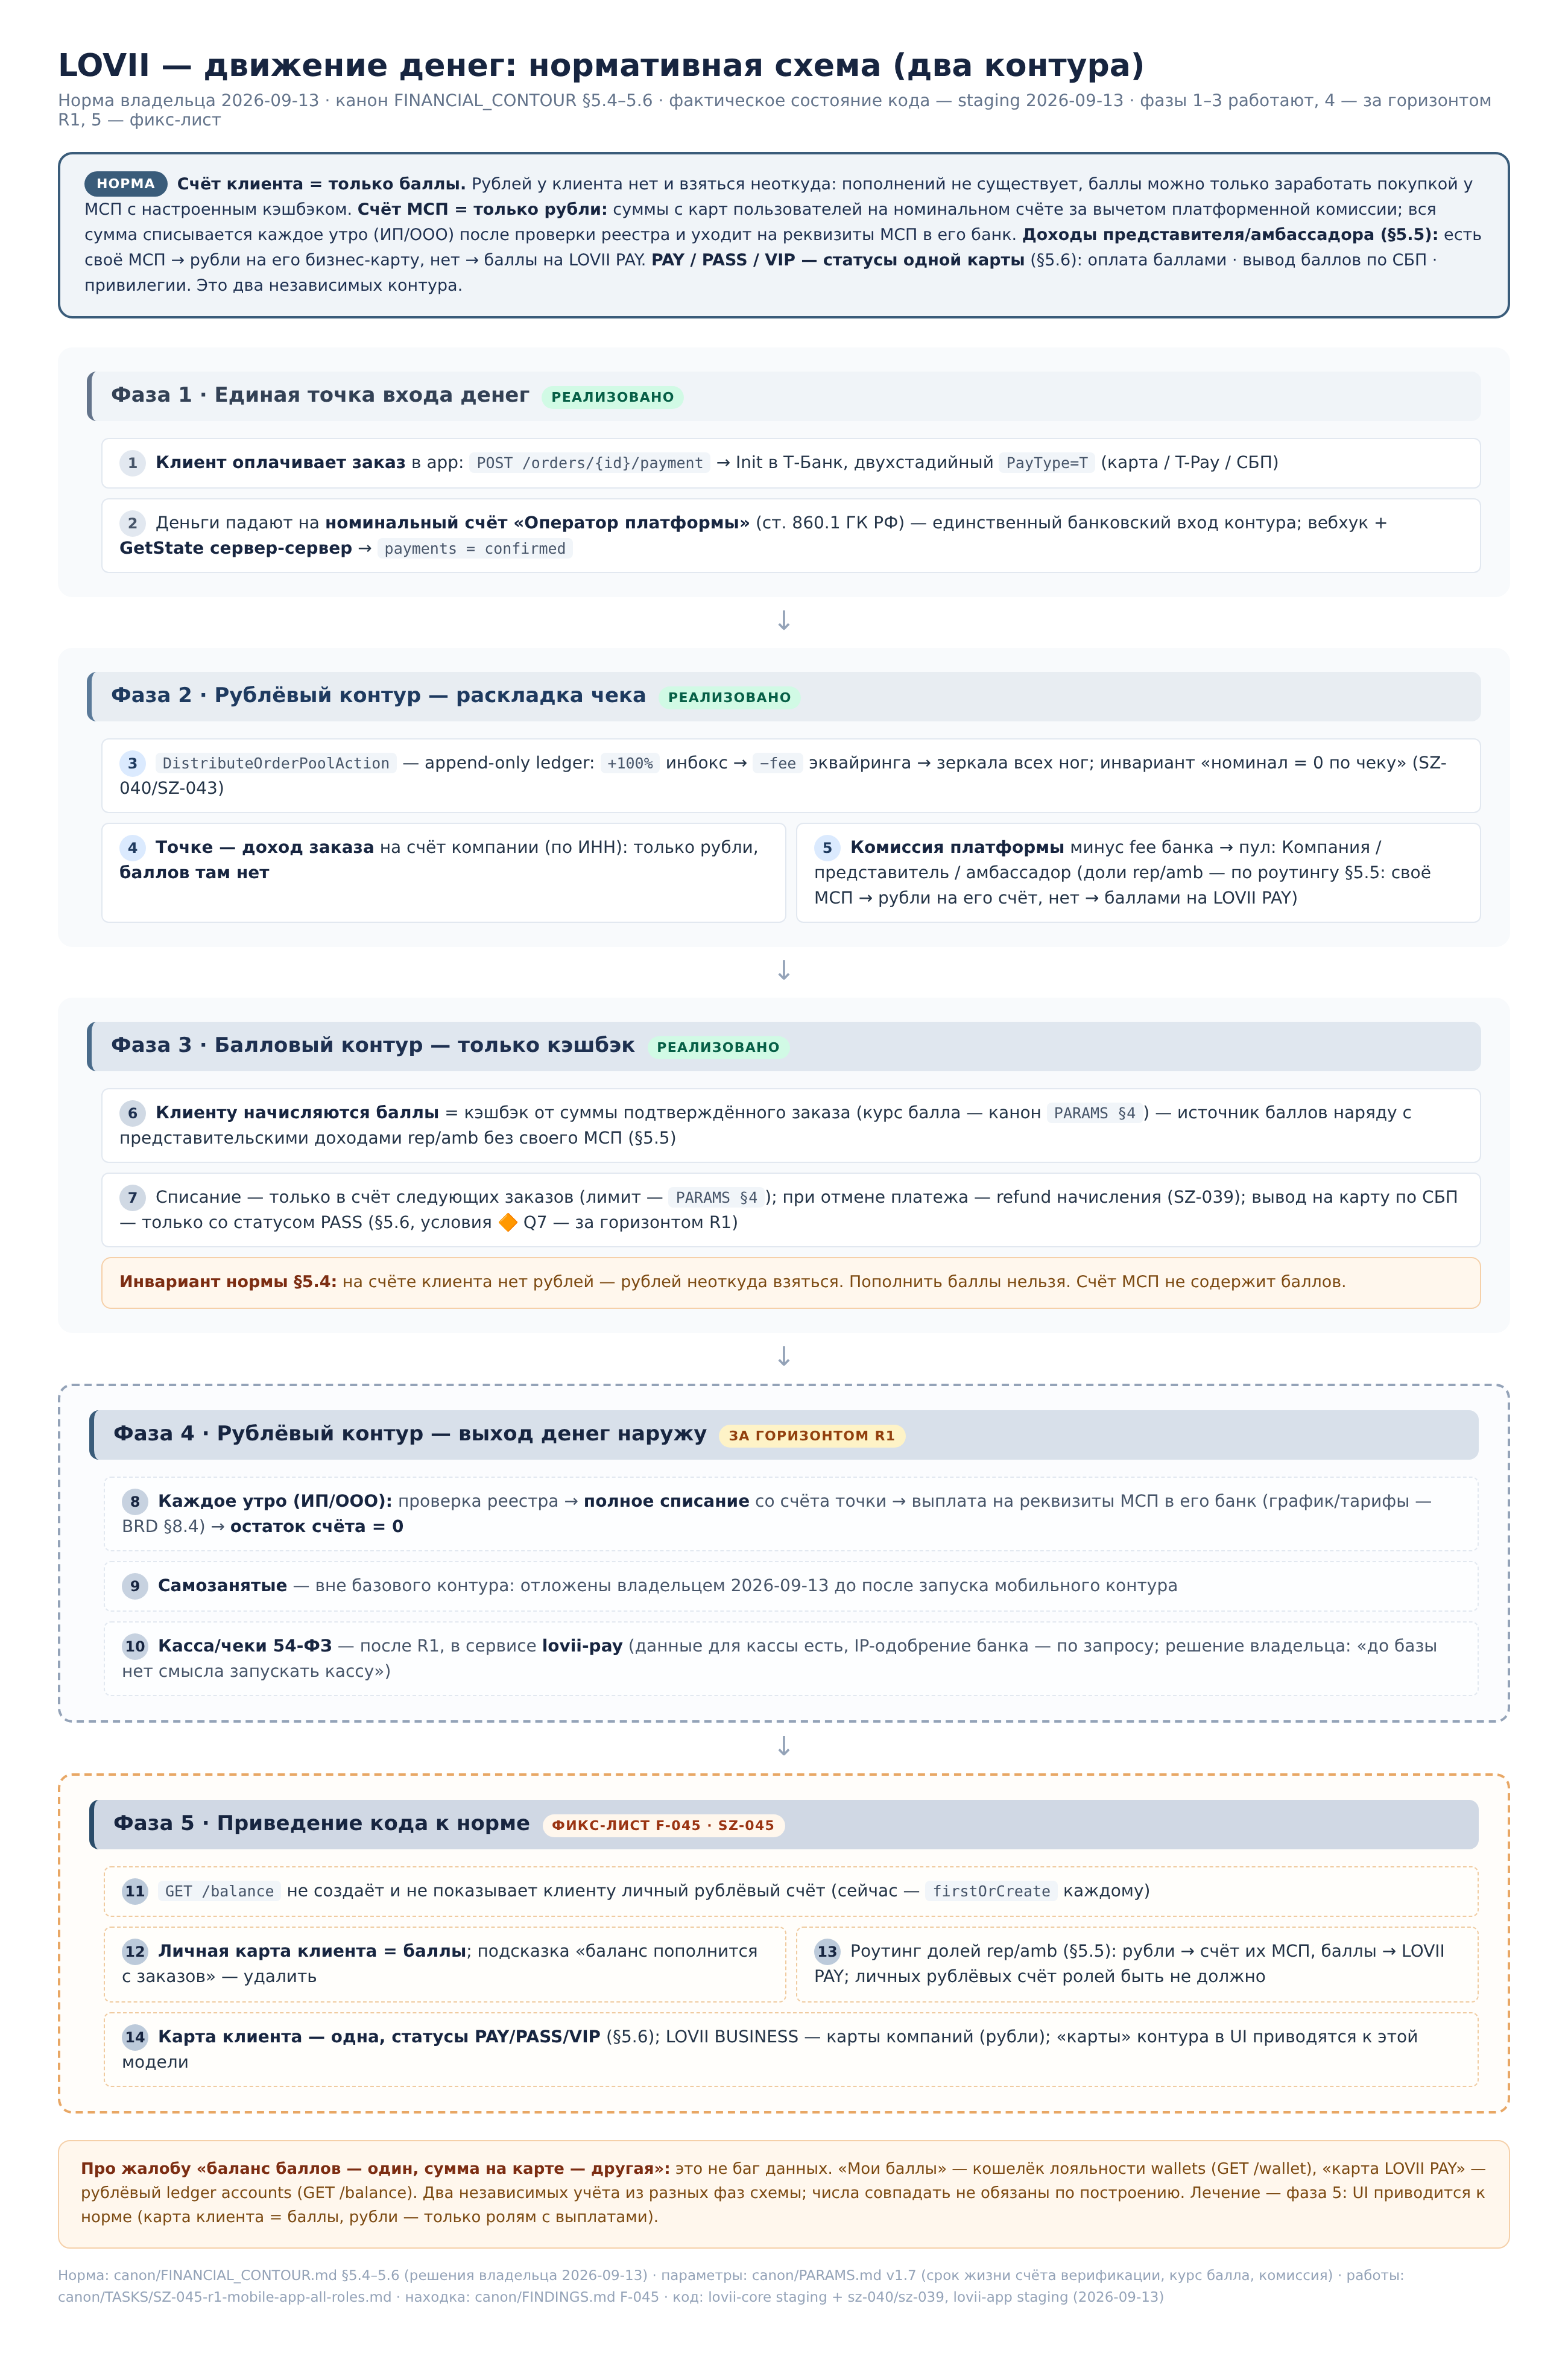 LOVII — движение денег: нормативная схема (два контура)
Норма владельца 2026-09-13 · канон FINANCIAL_CONTOUR §5.4–5.6 · фактическое состояние кода — staging 2026-09-13 · фазы 1–3 работают, 4 — за горизонтом
R1, 5 — фикс-лист
НОРМА Счёт клиента = только баллы. Рублей у клиента нет и взяться неоткуда: пополнений не существует, баллы можно только заработать покупкой у
МСП с настроенным кэшбэком. Счёт МСП = только рубли: суммы с карт пользователей на номинальном счёте за вычетом платформенной комиссии; вся
сумма списывается каждое утро (ИП/ООО) после проверки реестра и уходит на реквизиты МСП в его банк. Доходы представителя/амбассадора (§5.5): есть
своё МСП → рубли на его бизнес-карту, нет → баллы на LOVII PAY. PAY / PASS / VIP — статусы одной карты (§5.6): оплата баллами · вывод баллов по СБП ·
привилегии. Это два независимых контура.
Фаза 1 · Единая точка входа денег РЕАЛИЗОВАНО
1 Клиент оплачивает заказ в app: POST /orders/{id}/payment → Init в Т-Банк, двухстадийный PayType=T (карта / T-Pay / СБП)
2 Деньги падают на номинальный счёт «Оператор платформы» (ст. 860.1 ГК РФ) — единственный банковский вход контура; вебхук +
GetState сервер-сервер → payments = confirmed
↓
Фаза 2 · Рублёвый контур — раскладка чека РЕАЛИЗОВАНО
3 DistributeOrderPoolAction — append-only ledger: +100% инбокс → −fee эквайринга → зеркала всех ног; инвариант «номинал = 0 по чеку» (SZ-
040/SZ-043)
4 Точке — доход заказа на счёт компании (по ИНН): только рубли,
баллов там нет
5 Комиссия платформы минус fee банка → пул: Компания /
представитель / амбассадор (доли rep/amb — по роутингу §5.5: своё
МСП → рубли на его счёт, нет → баллами на LOVII PAY)
↓
Фаза 3 · Балловый контур — только кэшбэк РЕАЛИЗОВАНО
6 Клиенту начисляются баллы = кэшбэк от суммы подтверждённого заказа (курс балла — канон PARAMS §4) — источник баллов наряду с
представительскими доходами rep/amb без своего МСП (§5.5)
7 Списание — только в счёт следующих заказов (лимит — PARAMS §4); при отмене платежа — refund начисления (SZ-039); вывод на карту по СБП
— только со статусом PASS (§5.6, условия 🔶 Q7 — за горизонтом R1)
Инвариант нормы §5.4: на счёте клиента нет рублей — рублей неоткуда взяться. Пополнить баллы нельзя. Счёт МСП не содержит баллов.
↓
Фаза 4 · Рублёвый контур — выход денег наружу ЗА ГОРИЗОНТОМ R1
8 Каждое утро (ИП/ООО): проверка реестра → полное списание со счёта точки → выплата на реквизиты МСП в его банк (график/тарифы —
BRD §8.4) → остаток счёта = 0
9 Самозанятые — вне базового контура: отложены владельцем 2026-09-13 до после запуска мобильного контура
10 Касса/чеки 54-ФЗ — после R1, в сервисе lovii-pay (данные для кассы есть, IP-одобрение банка — по запросу; решение владельца: «до базы
нет смысла запускать кассу»)
↓
Фаза 5 · Приведение кода к норме ФИКС-ЛИСТ F-045 · SZ-045
11 GET /balance не создаёт и не показывает клиенту личный рублёвый счёт (сейчас — firstOrCreate каждому)
12 Личная карта клиента = баллы; подсказка «баланс пополнится
с заказов» — удалить
13 Роутинг долей rep/amb (§5.5): рубли → счёт их МСП, баллы → LOVII
PAY; личных рублёвых счёт ролей быть не должно
14 Карта клиента — одна, статусы PAY/PASS/VIP (§5.6); LOVII BUSINESS — карты компаний (рубли); «карты» контура в UI приводятся к этой
модели
Про жалобу «баланс баллов — один, сумма на карте — другая»: это не баг данных. «Мои баллы» — кошелёк лояльности wallets (GET /wallet), «карта LOVII PAY» —
рублёвый ledger accounts (GET /balance). Два независимых учёта из разных фаз схемы; числа совпадать не обязаны по построению. Лечение — фаза 5: UI приводится к
норме (карта клиента = баллы, рубли — только ролям с выплатами).
Норма: canon/FINANCIAL_CONTOUR.md §5.4–5.6 (решения владельца 2026-09-13) · параметры: canon/PARAMS.md v1.7 (срок жизни счёта верификации, курс балла, комиссия) · работы:
canon/TASKS/SZ-045-r1-mobile-app-all-roles.md · находка: canon/FINDINGS.md F-045 · код: lovii-core staging + sz-040/sz-039, lovii-app staging (2026-09-13)